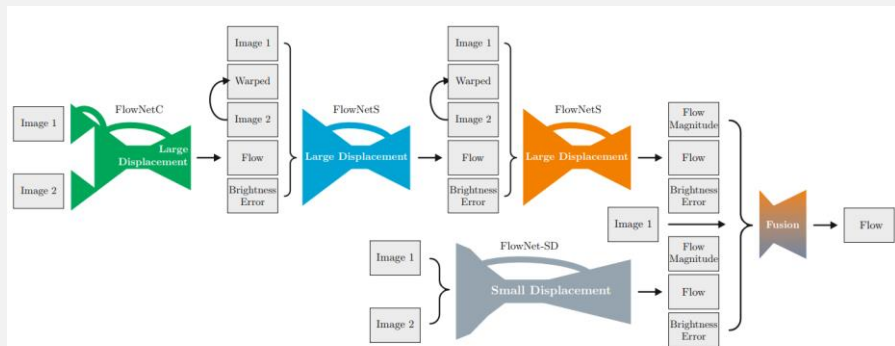 Image 1
Image 2
FlowNetC
Large
Displacement
Image 1
Warped
Image 2
Flow
Brightness
Error
FlowNetS
Large Displacement
Image 1
Warped
Image 2
Flow
Brightness
Error
FlowNetS
Large Displacement
Flow
Magnitude
Flow
Brightness
Error
Image 1
Image 1
Image 2
FlowNet-SD
Small Displacement
Flow
Magnitude
Flow
Brightness
Error
Fusion
Flow